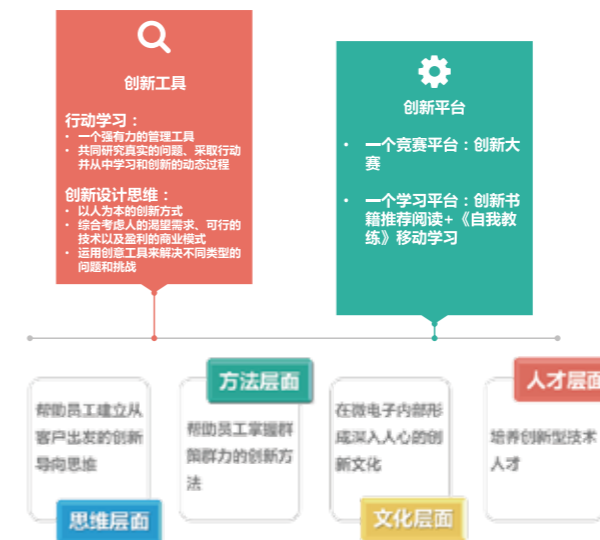 创新工具
行动学习：
• 一个强有力的管理工具
• 共同研究真实的问题、采取行动
并从中学习和创新的动态过程
创新设计思维：
• 以人为本的创新方式
• 综合考虑人的渴望需求、可行的
技术以及盈利的商业模式
• 运用创意工具来解决不同类型的
问题和挑战
创新平台
• 一个竞赛平台：创新大
赛
• 一个学习平台：创新书
籍推荐阅读+《自我教
练》移动学习
帮助员工建立从
客户出发的创新
导向思维
思维层面
方法层面
帮助员工掌握群
策群力的创新方
法
在微电子内部形
成深入人心的创
新文化
文化层面
人才层面
培养创新型技术
人才